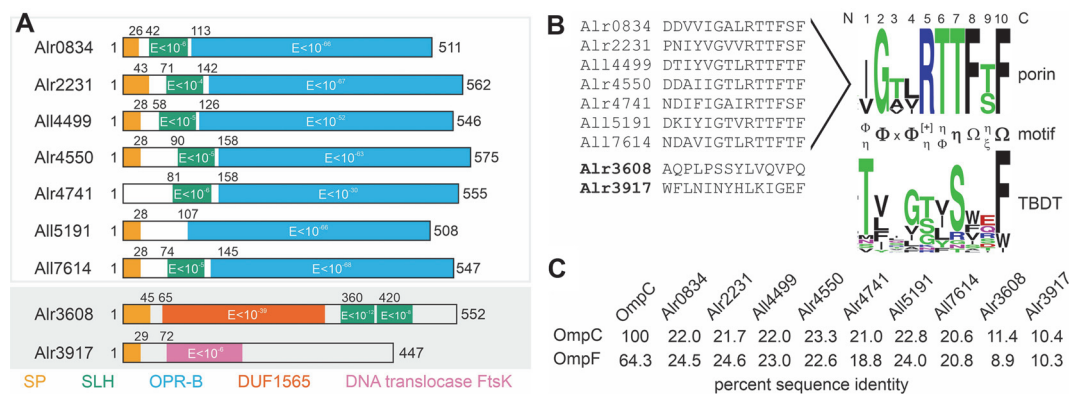 A
26 42 113
Alr0834 1 E<10-6 E<10-66 511
43 71 142
Alr2231 1 E<10-4 E<10-67 562
28 58 126
All4499 1 E<10-5 E<10-52 546
28 90 158
Alr4550 1 E<10-5 E<10-63 575
81 158
Alr4741 1 E<10-6 E<10-30 555
28 107
All5191 1 E<10-66 508
28 74 145
All7614 1 E<10-5 E<10-68 547
45 65 360 420
Alr3608 1 E<10-39 E<10-12 E<10-8 552
29 72
Alr3917 1 E<10-6 447
SP SLH OPR-B DUF1565 DNA translocase FtsK
B
Alr0834 DDVVIGALRTTFSF
Alr2231 PNIYVGVVRTTFSF
All4499 DTIYVGTLRTTFTF
Alr4550 DDAIIGTLRTTFTF
Alr4741 NDIFIGAIRTTFSF
All5191 DKIYIGTVRTTFTF
All7614 NDAVIGTLRTTFTF
Alr3608 AQPLPSSYLVQVPQ
Alr3917 WFLNINYHLKIGEF
N 1 2 3 4 5 6 7 8 9 10 C
porin
Φ η Φ x Φ [+] η η Φ η Ω η ξ Ω motif
TBDT
C
OmpC Alr0834 Alr2231 All4499 Alr4550 Alr4741 All5191 All7614 Alr3608 Alr3917
OmpC 100 22.0 21.7 22.0 23.3 21.0 22.8 20.6 11.4 10.4
OmpF 64.3 24.5 24.6 23.0 22.6 18.8 24.0 20.8 8.9 10.3
percent sequence identity